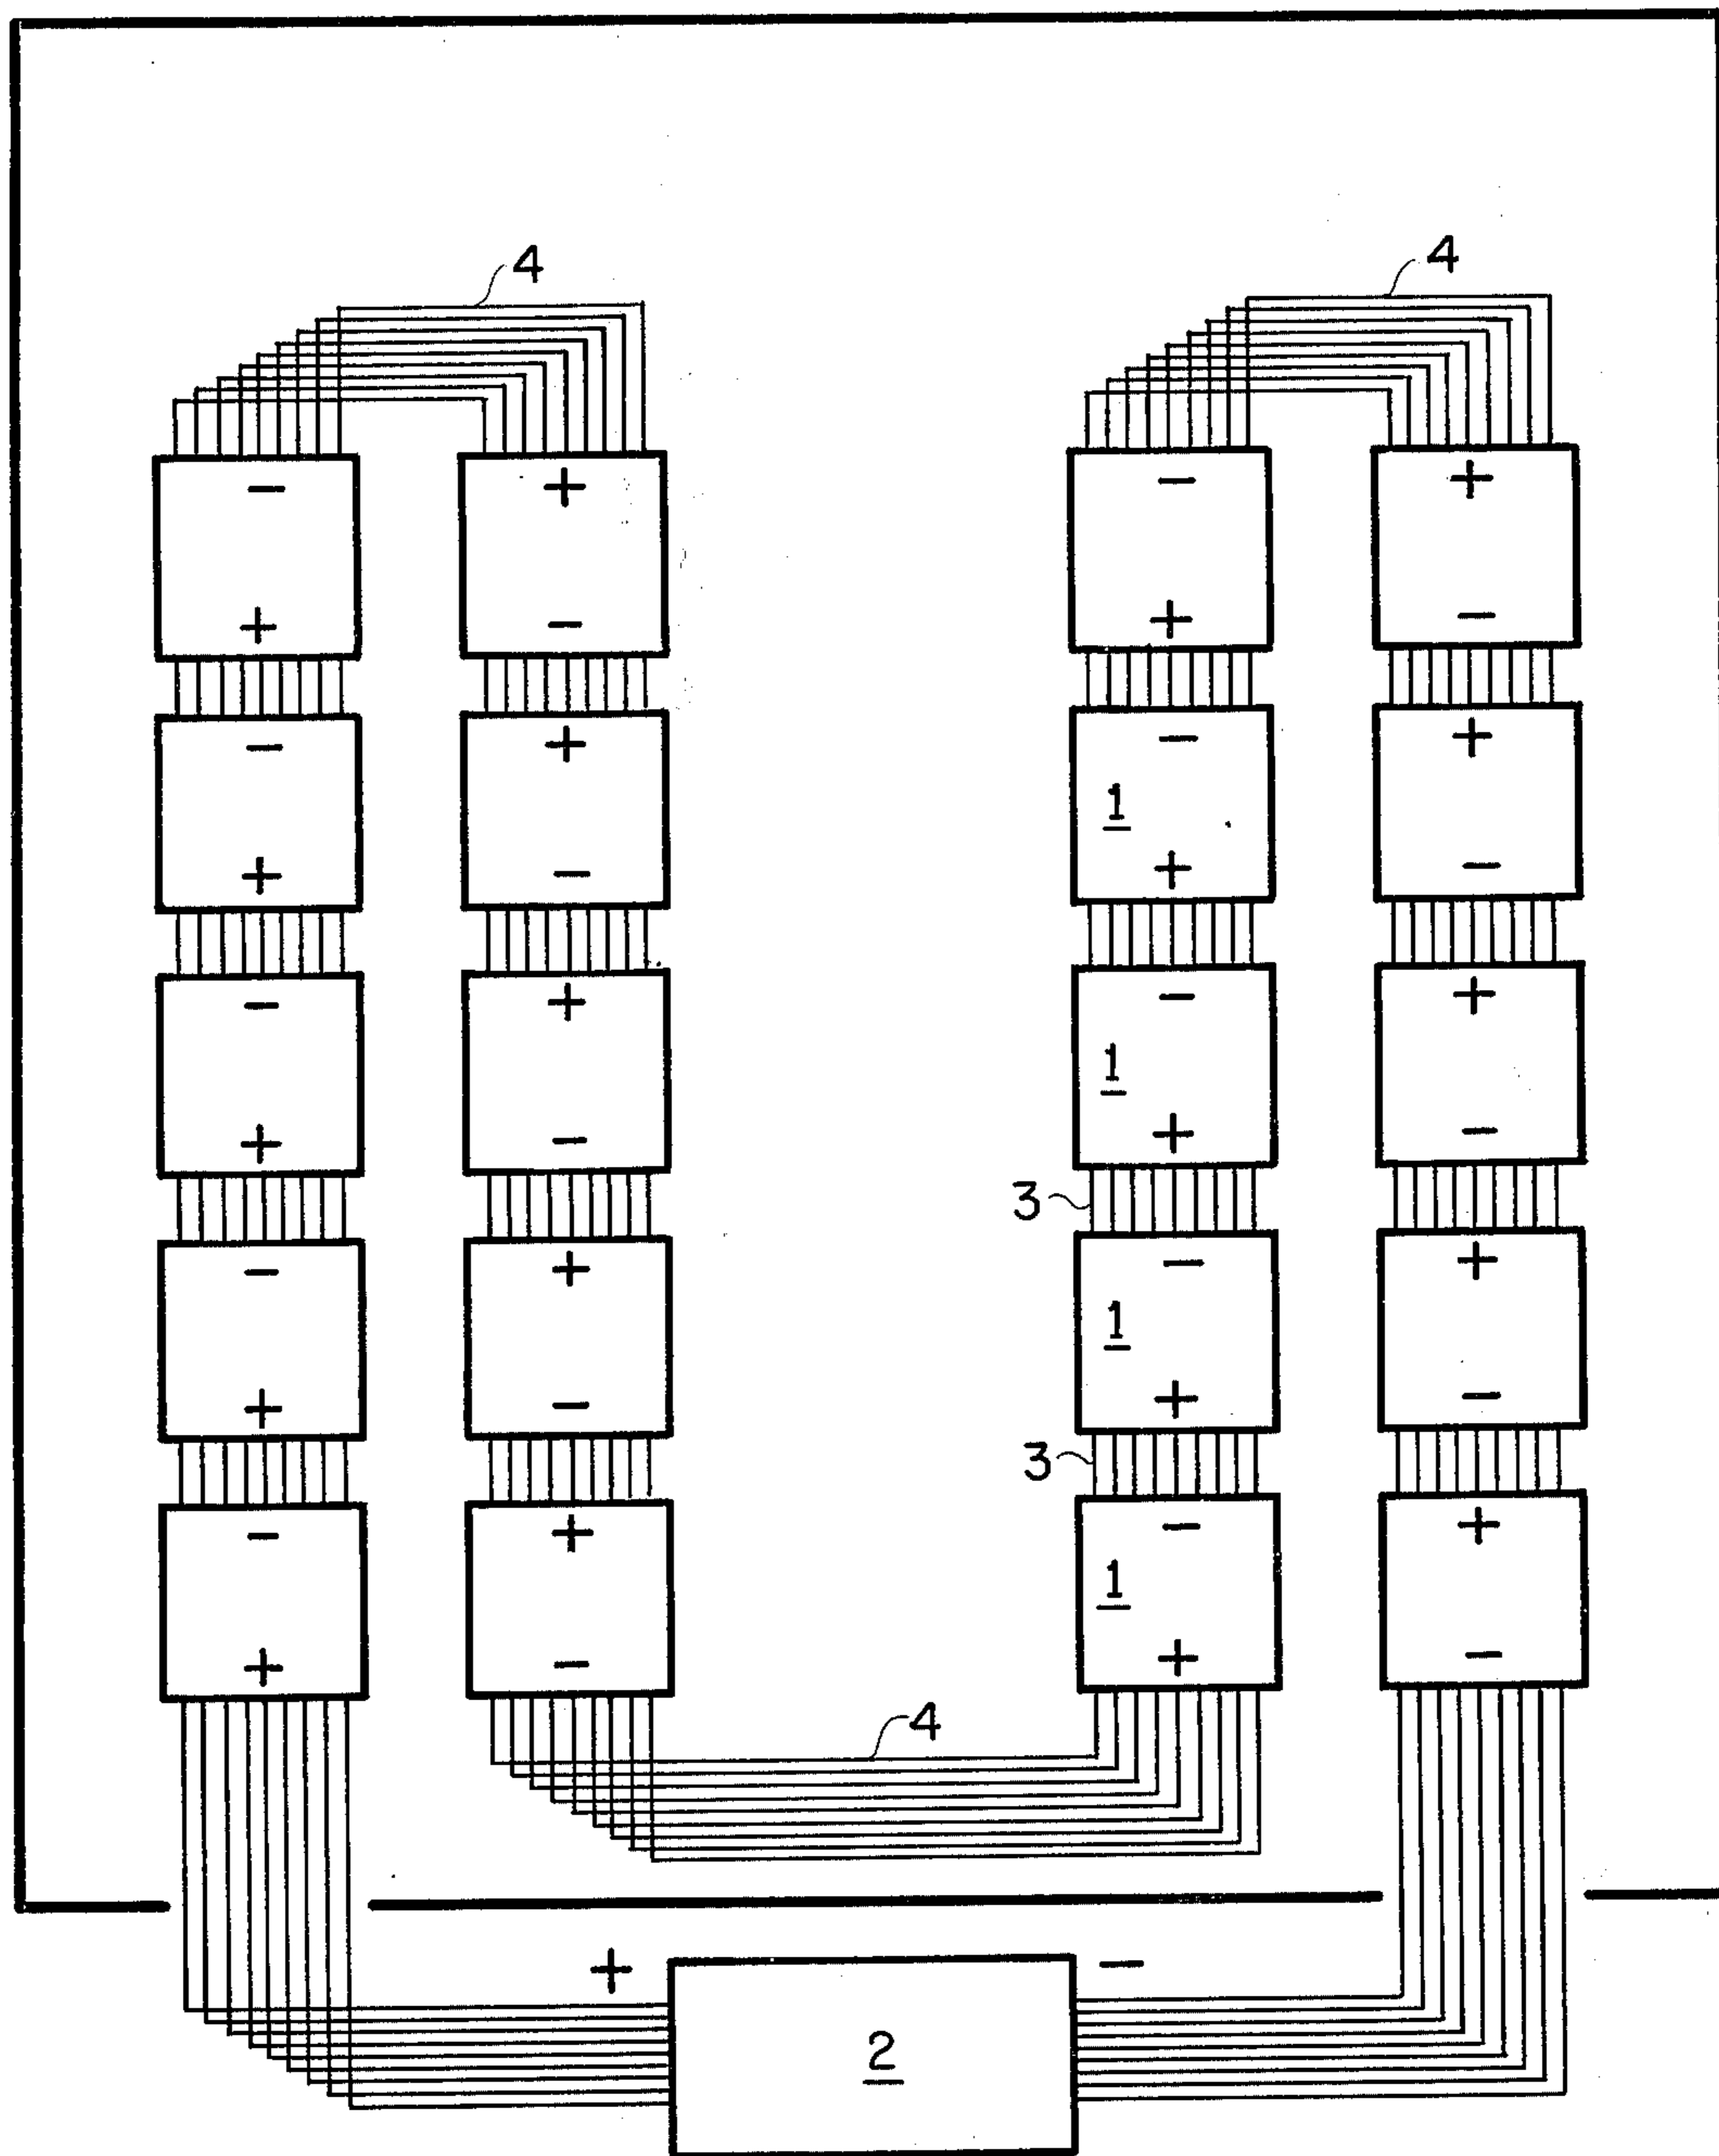 4 4
− + − +
+ − + −
− + − +
1
+ − + −
− + − +
1
+ − + −
3
− + − +
1
+ − + −
3
− + − +
1
+ − + −
4
+ −
2